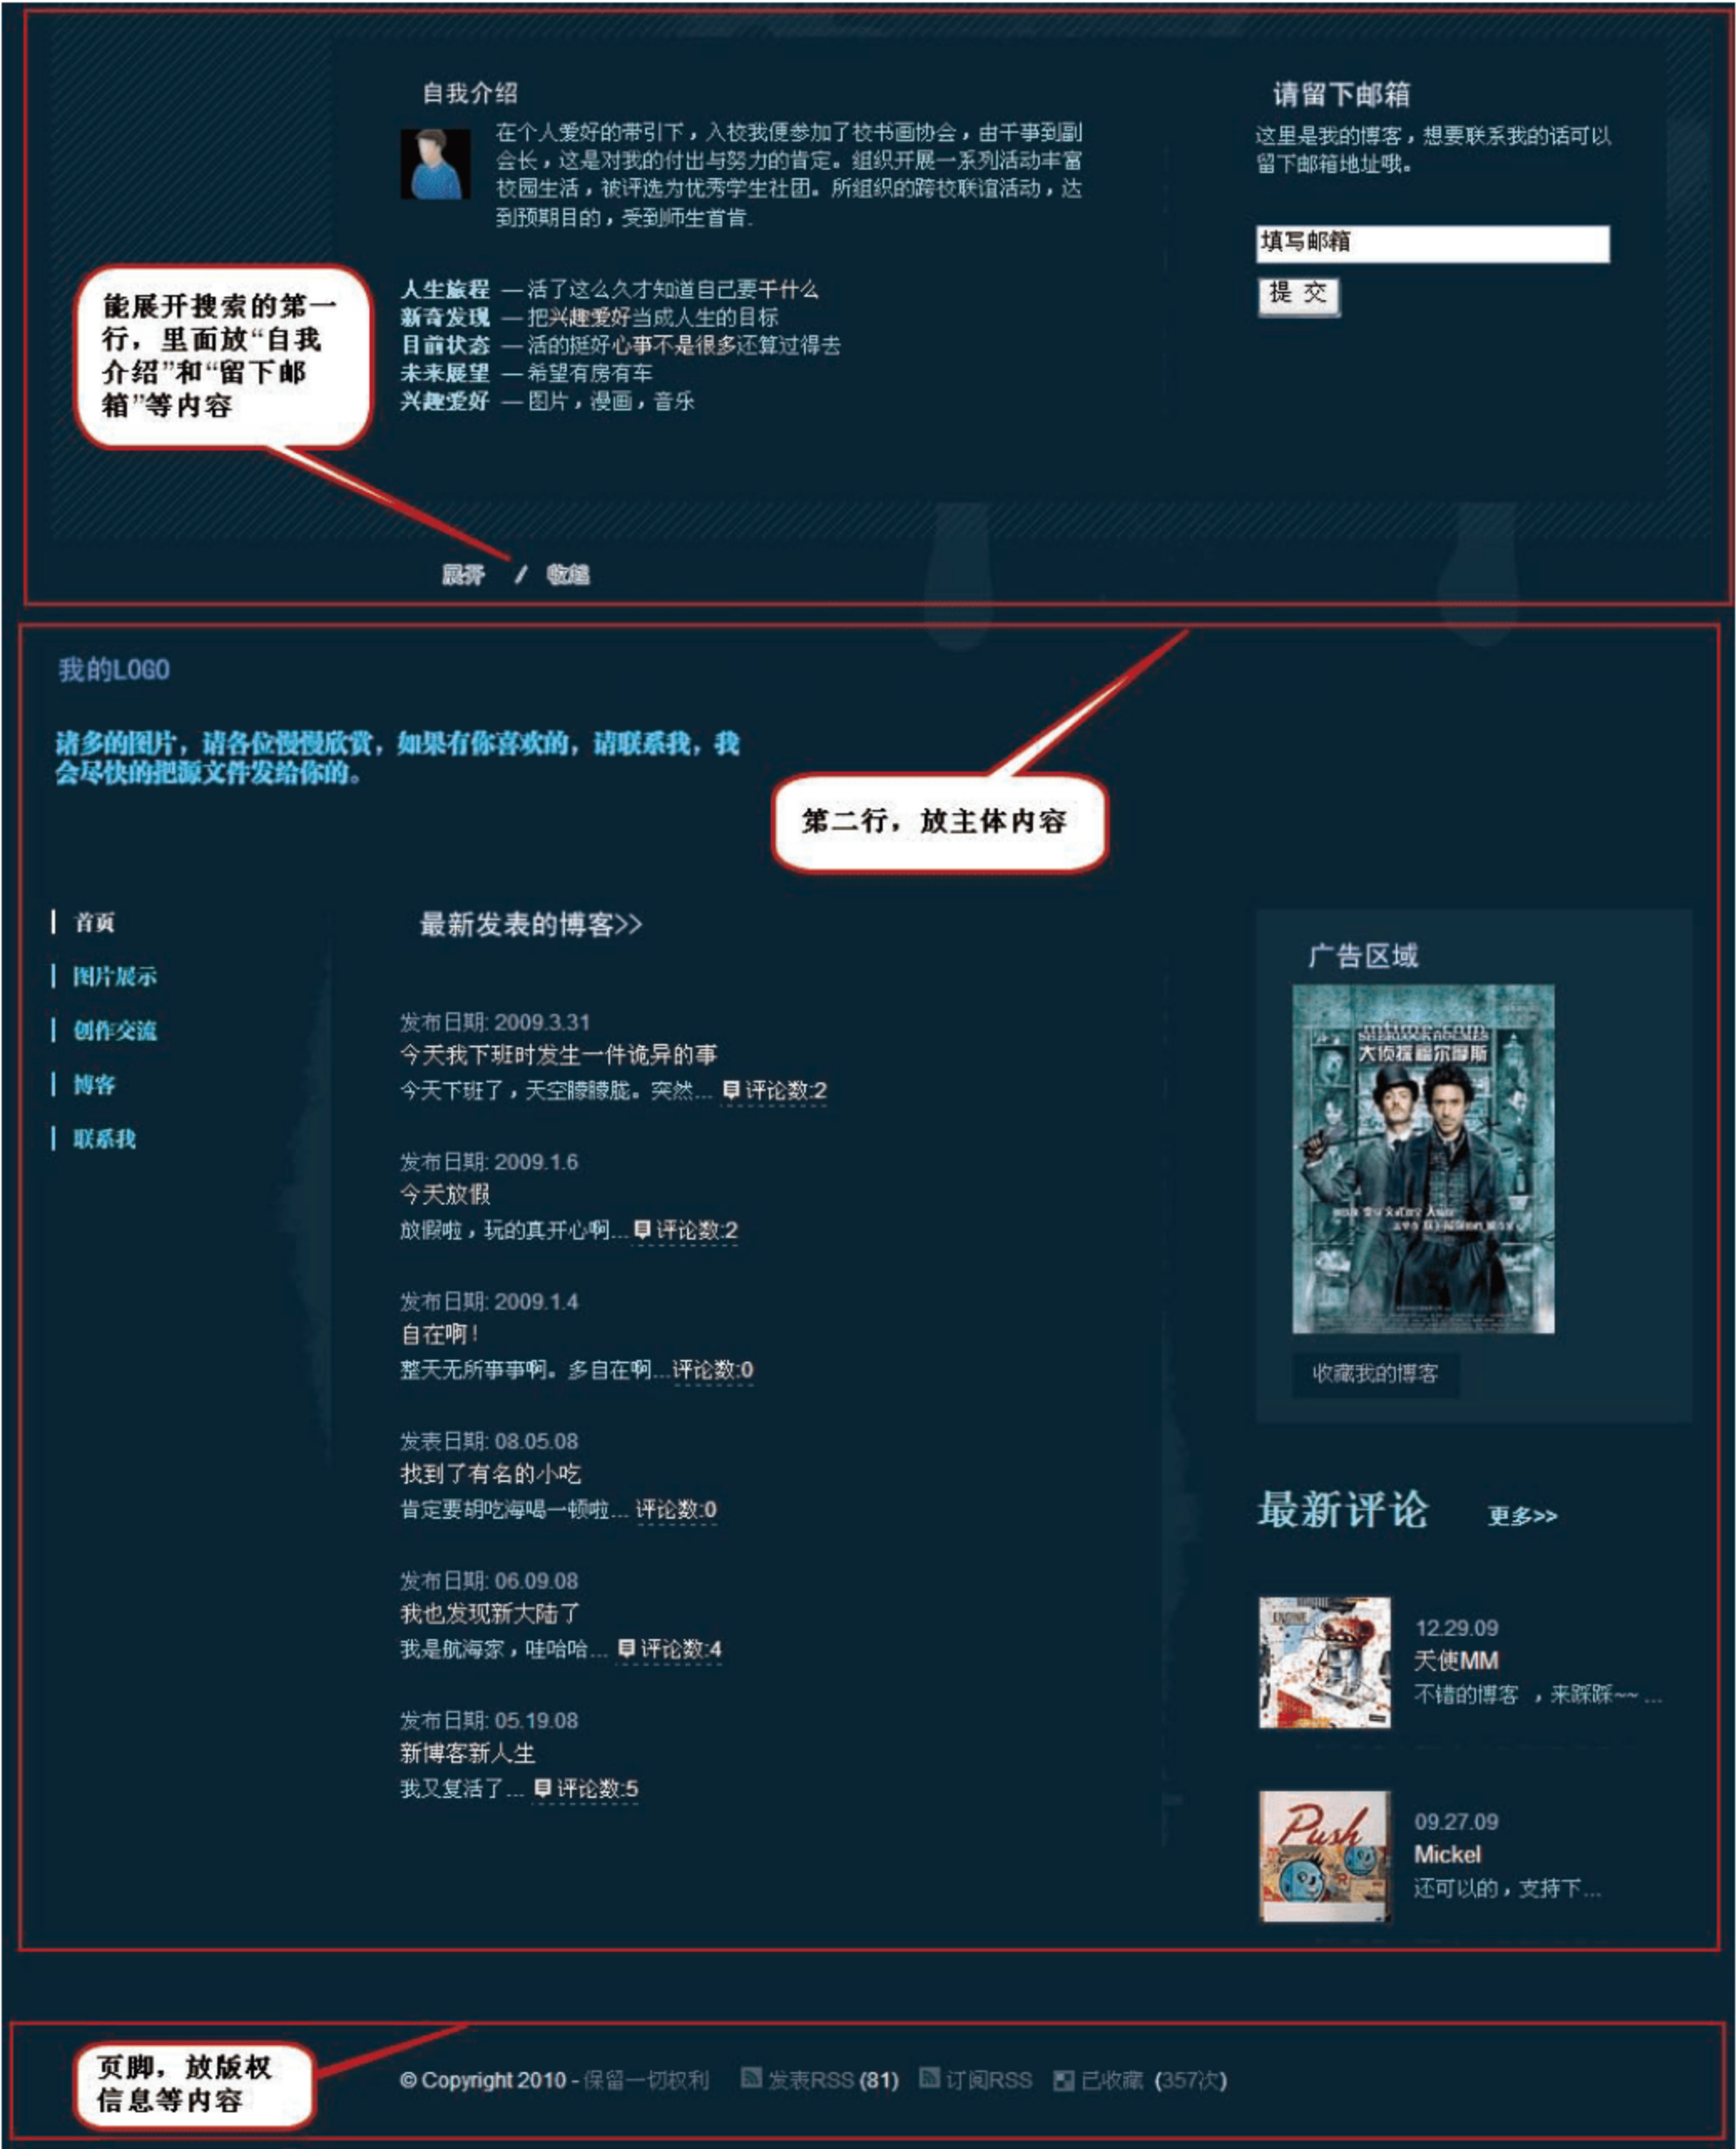 自我介绍
在个人爱好的带引下，入校我便参加了校书画协会，由干事到副
会长，这是对我的付出与努力的肯定。组织开展一系列活动丰富
校园生活，被评选为优秀学生社团。所组织的跨校联谊活动，达
到预期目的，受到师生首肯.
请留下邮箱
这里是我的博客，想要联系我的话可以
留下邮箱地址哦。
填写邮箱
提 交
能展开搜索的第一
行，里面放“自我
介绍”和“留下邮
箱”等内容
人生旅程 — 活了这么久才知道自己要干什么
新奇发现 — 把兴趣爱好当成人生的目标
目前状态 — 活的挺好心事不是很多还算过得去
未来展望 — 希望有房有车
兴趣爱好 — 图片，漫画，音乐
展开 / 收起
我的LOGO
诸多的图片，请各位慢慢欣赏，如果有你喜欢的，请联系我，我
会尽快的把源文件发给你的。
第二行，放主体内容
首页
图片展示
创作交流
博客
联系我
最新发表的博客>>
发布日期: 2009.3.31
今天我下班时发生一件诡异的事
今天下班了，天空朦朦胧。突然... 评论数:2
发布日期: 2009.1.6
今天放假
放假啦，玩的真开心啊... 评论数:2
发布日期: 2009.1.4
自在啊！
整天无所事事啊。多自在啊...评论数:0
发表日期: 08.05.08
找到了有名的小吃
肯定要胡吃海喝一顿啦... 评论数:0
发布日期: 06.09.08
我也发现新大陆了
我是航海家，哇哈哈... 评论数:4
发布日期: 05.19.08
新博客新人生
我又复活了... 评论数:5
广告区域
SHERLOCK HOLMES
大侦探福尔摩斯
收藏我的博客
最新评论 更多>>
12.29.09
天使MM
不错的博客 ，来踩踩~~ ...
Push
09.27.09
Mickel
还可以的，支持下...
页脚，放版权
信息等内容
© Copyright 2010 - 保留一切权利 发表RSS (81) 订阅RSS 已收藏 (357次)